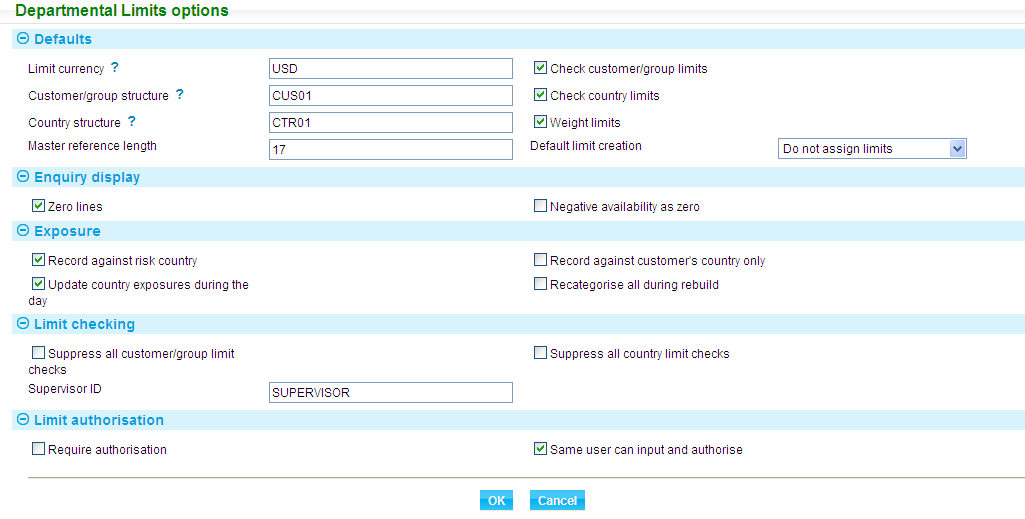 Departmental Limits options
Defaults
Limit currency ? USD Check customer/group limits
Customer/group structure ? CUS01 Check country limits
Country structure ? CTR01 Weight limits
Master reference length 17 Default limit creation Do not assign limits
Enquiry display
Zero lines Negative availability as zero
Exposure
Record against risk country Record against customer's country only
Update country exposures during the Recategorise all during rebuild
day
Limit checking
Suppress all customer/group limit Suppress all country limit checks
checks
Supervisor ID SUPERVISOR
Limit authorisation
Require authorisation Same user can input and authorise
OK Cancel